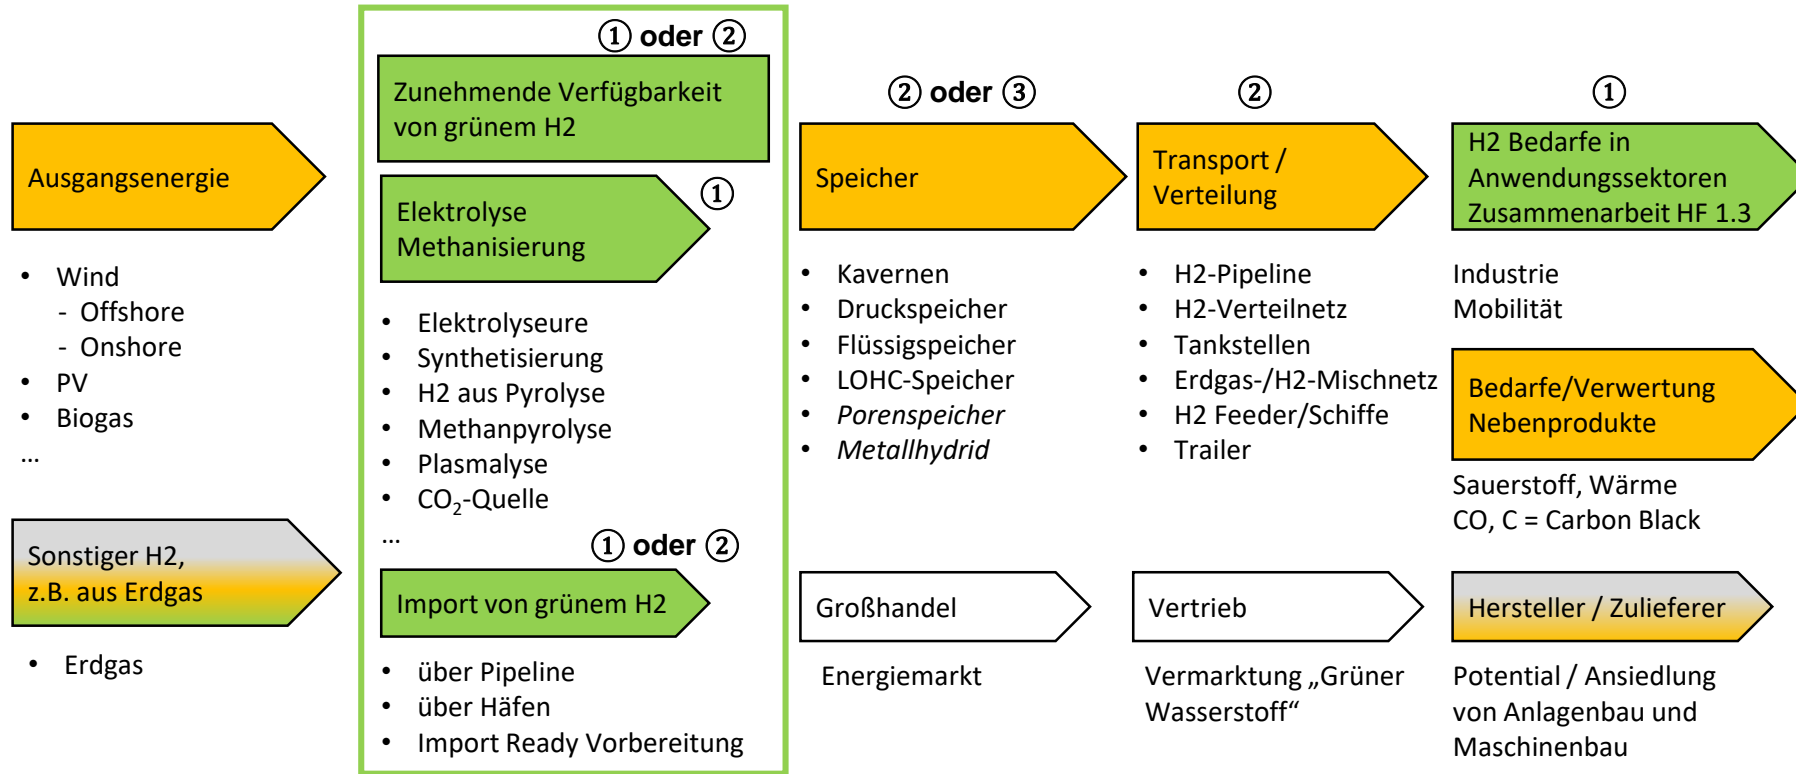 Ausgangsenergie
• Wind
- Offshore
- Onshore
• PV
• Biogas
...
Sonstiger H2,
z.B. aus Erdgas
• Erdgas
① oder ②
Zunehmende Verfügbarkeit
von grünem H2
①
Elektrolyse
Methanisierung
• Elektrolyseure
• Synthetisierung
• H2 aus Pyrolyse
• Methanpyrolyse
• Plasmalyse
• CO₂-Quelle
...
① oder ②
Import von grünem H2
• über Pipeline
• über Häfen
• Import Ready Vorbereitung
② oder ③
Speicher
• Kavernen
• Druckspeicher
• Flüssigspeicher
• LOHC-Speicher
• Porenspeicher
• Metallhydrid
Großhandel
Energiemarkt
②
Transport /
Verteilung
• H2-Pipeline
• H2-Verteilnetz
• Tankstellen
• Erdgas-/H2-Mischnetz
• H2 Feeder/Schiffe
• Trailer
Vertrieb
Vermarktung „Grüner
Wasserstoff“
①
H2 Bedarfe in
Anwendungssektoren
Zusammenarbeit HF 1.3
Industrie
Mobilität
Bedarfe/Verwertung
Nebenprodukte
Sauerstoff, Wärme
CO, C = Carbon Black
Hersteller / Zulieferer
Potential / Ansiedlung
von Anlagenbau und
Maschinenbau